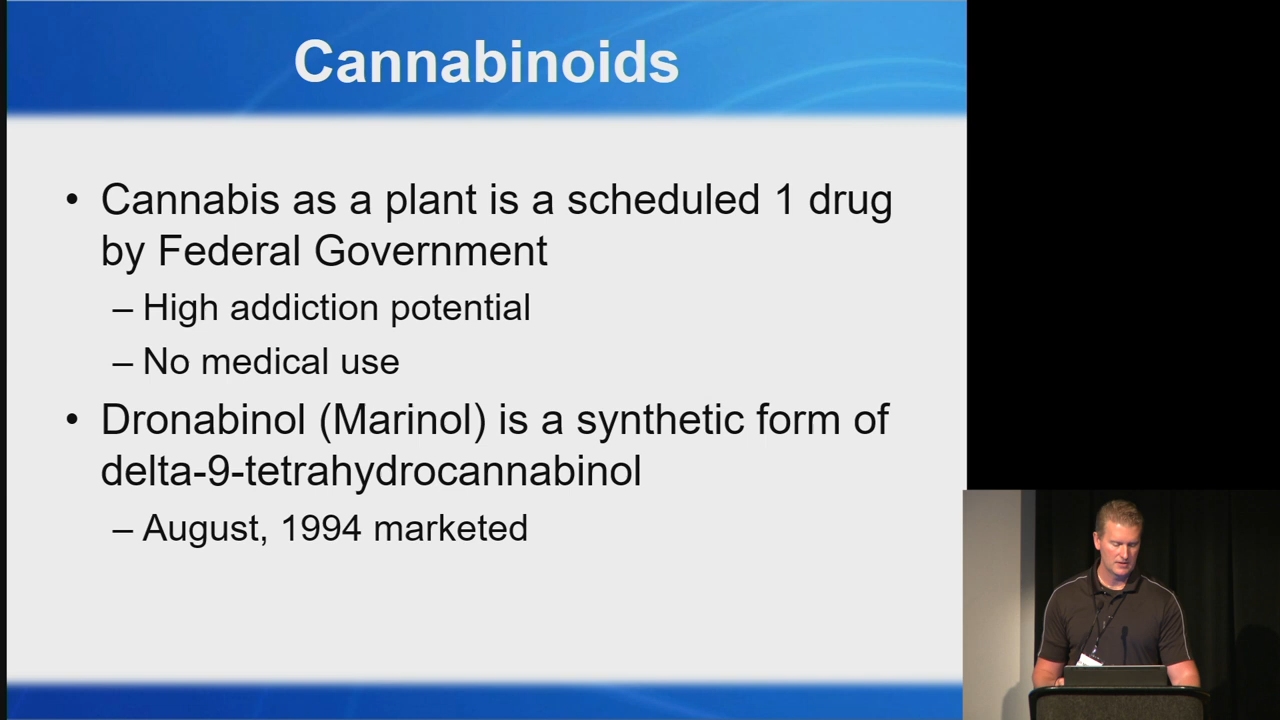 Cannabinoids
• Cannabis as a plant is a scheduled 1 drug
by Federal Government
– High addiction potential
– No medical use
• Dronabinol (Marinol) is a synthetic form of
delta-9-tetrahydrocannabinol
– August, 1994 marketed